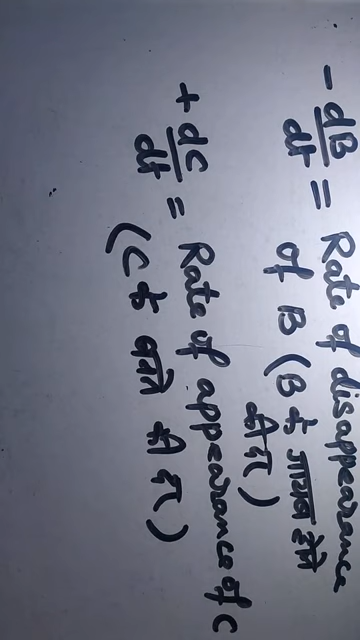 - dB/dt = Rate of disappearance
of B (B के गायब होने
की दर)
+ dC/dt = Rate of appearance of C
(C के बनने की दर)